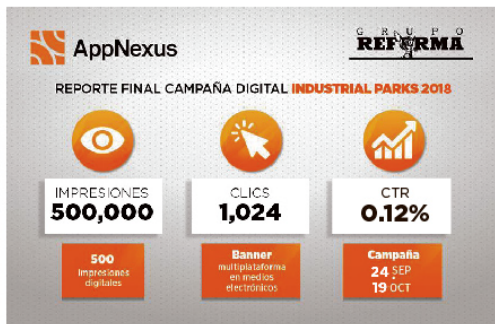 AppNexus
GRUPO
REFORMA
REPORTE FINAL CAMPAÑA DIGITAL INDUSTRIAL PARKS 2018
IMPRESIONES
500,000
CLICS
1,024
CTR
0.12%
500
Impresiones
digitales
Banner
multiplataforma
en medios
electrónicos
Campaña
24 SEP
19 OCT